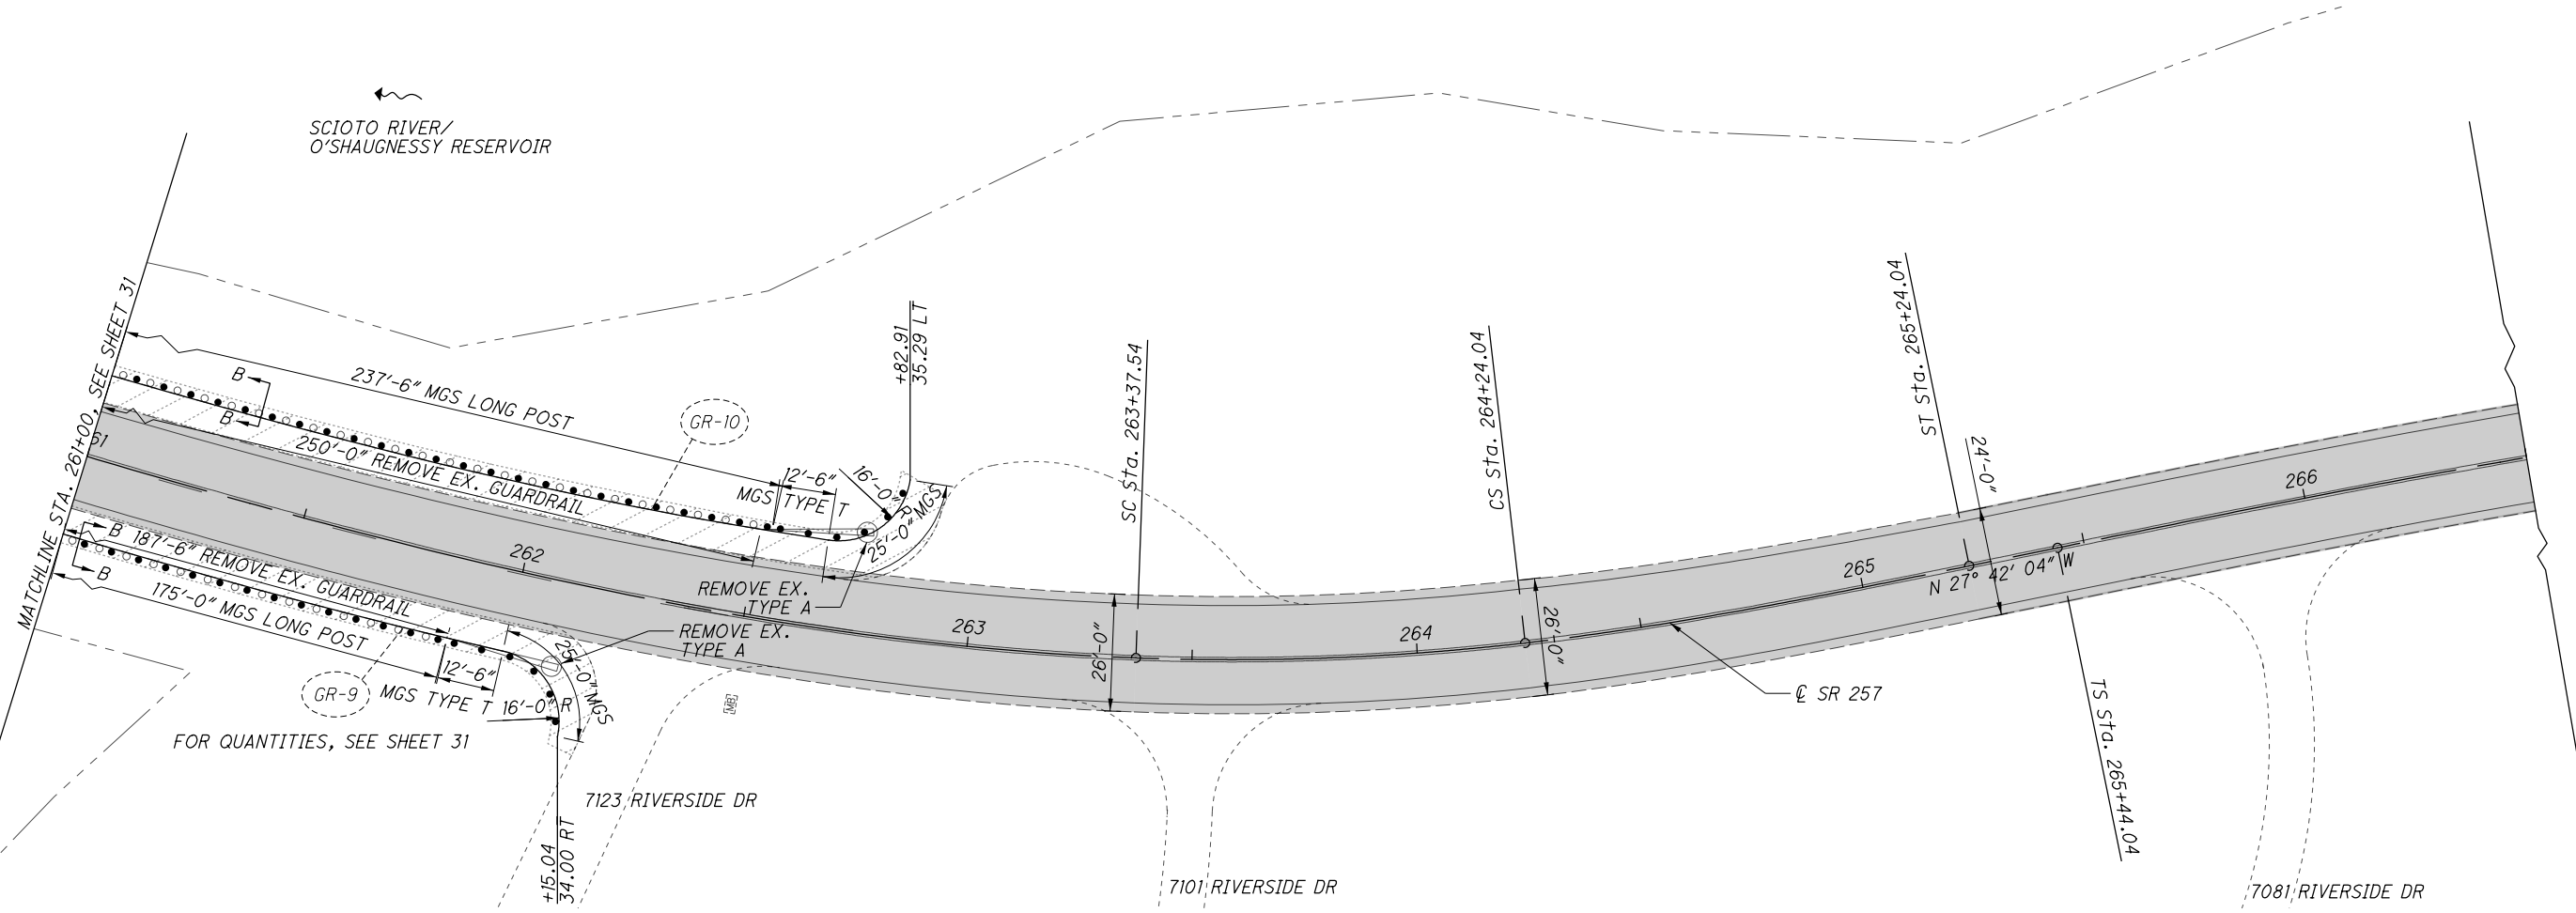 SCIOTO RIVER/
O'SHAUGNESSY RESERVOIR
MATCHLINE STA. 261+00, SEE SHEET 31
B
B
237'-6" MGS LONG POST
GR-10
250'-0" REMOVE EX. GUARDRAIL
12'-6"
MGS TYPE T
16'-0" R
25'-0" MGS
+82.91
35.29 LT
REMOVE EX.
TYPE A
61
B
B
187'-6" REMOVE EX. GUARDRAIL
175'-0" MGS LONG POST
GR-9
12'-6"
MGS TYPE T
16'-0" R
25'-0" MGS
REMOVE EX.
TYPE A
FOR QUANTITIES, SEE SHEET 31
+15.04
34.00 RT
262
263
264
265
266
SC Sta. 263+37.54
CS Sta. 264+24.04
ST Sta. 265+24.04
TS Sta. 265+44.04
26'-0"
26'-0"
24'-0"
N 27° 42' 04" W
℄ SR 257
MB
7123 RIVERSIDE DR
7101 RIVERSIDE DR
7081 RIVERSIDE DR